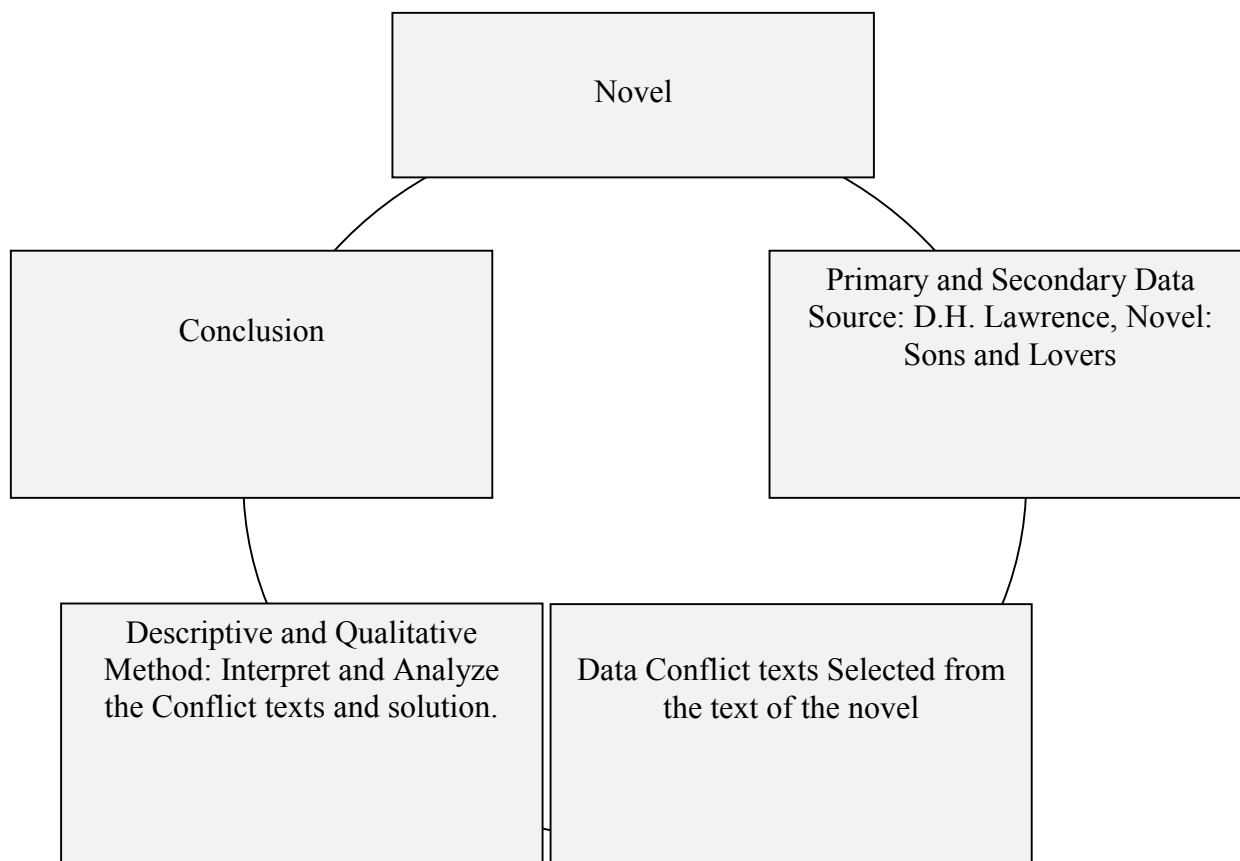 Novel
Primary and Secondary Data
Source: D.H. Lawrence, Novel:
Sons and Lovers
Conclusion
Descriptive and Qualitative
Method: Interpret and Analyze
the Conflict texts and solution.
Data Conflict texts Selected from
the text of the novel